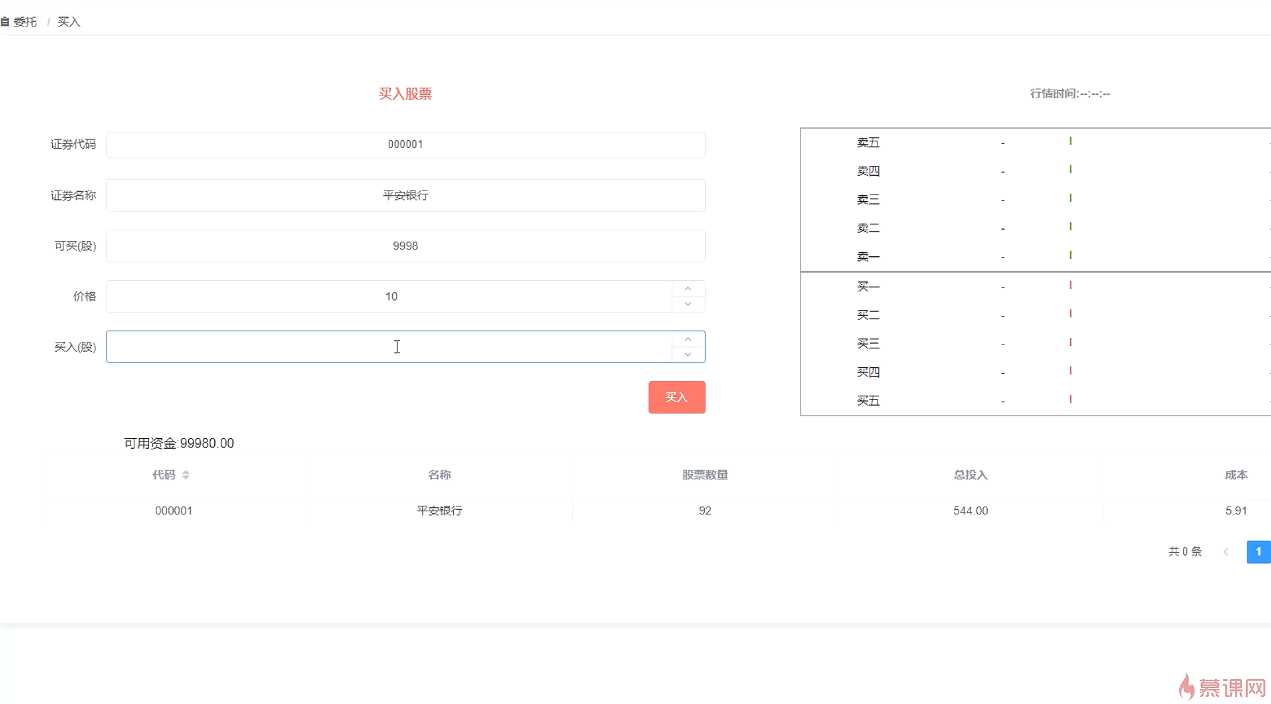 委托 / 买入
买入股票
证券代码 000001
证券名称 平安银行
可买(股) 9998
价格 10
买入(股)
买入
行情时间:--:--:--
卖五 -
卖四 -
卖三 -
卖二 -
卖一 -
买一 -
买二 -
买三 -
买四 -
买五 -
可用资金:99980.00
代码 名称 股票数量 总投入 成本
000001 平安银行 92 544.00 5.91
共 0 条 < 1
慕课网